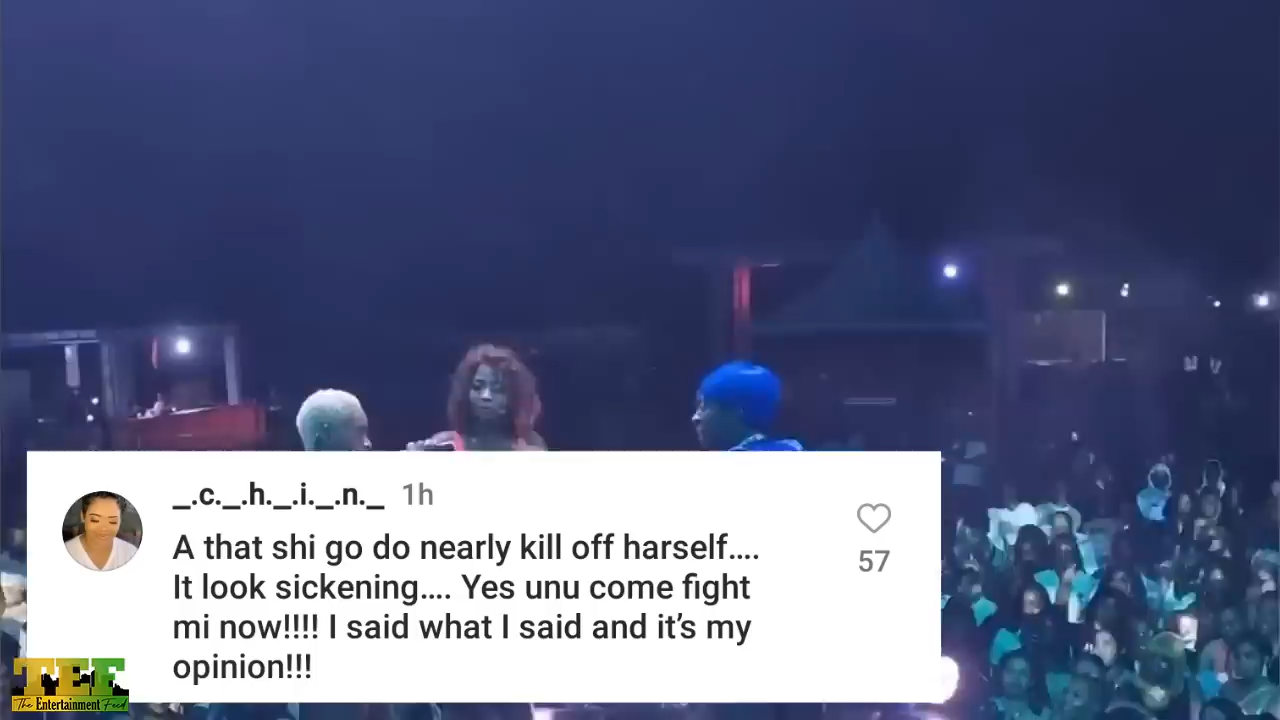 _.c._.h._.i._.n._ 1h
A that shi go do nearly kill off harself....
It look sickening.... Yes unu come fight
mi now!!!! I said what I said and it’s my
opinion!!!
57
TEF
The Entertainment Feed